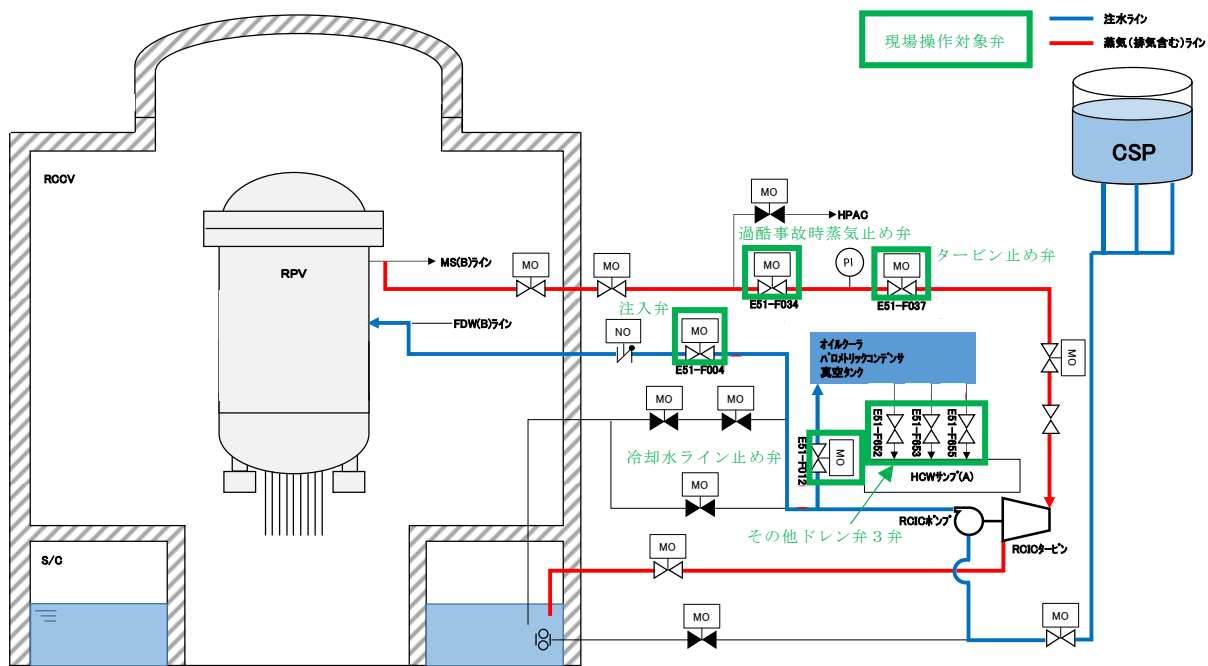 現場操作対象弁
注水ライン
蒸気(排気含む)ライン
CSP
RCCV
MO
HPAC
過酷事故時蒸気止め弁
タービン止め弁
RPV
MS(B)ライン
MO
MO
MO
PI
MO
E51-F034
E51-F037
注入弁
FDW(B)ライン
NO
MO
E51-F004
オイルクーラ
バロメトリックコンデンサ
真空タンク
MO
MO
MO
E51-F652
E51-F653
E51-F655
E51-F012
MO
冷却水ライン止め弁
HCWサンプ(A)
MO
RCICポンプ
その他ドレン弁3弁
RCICタービン
S/C
MO
MO
MO